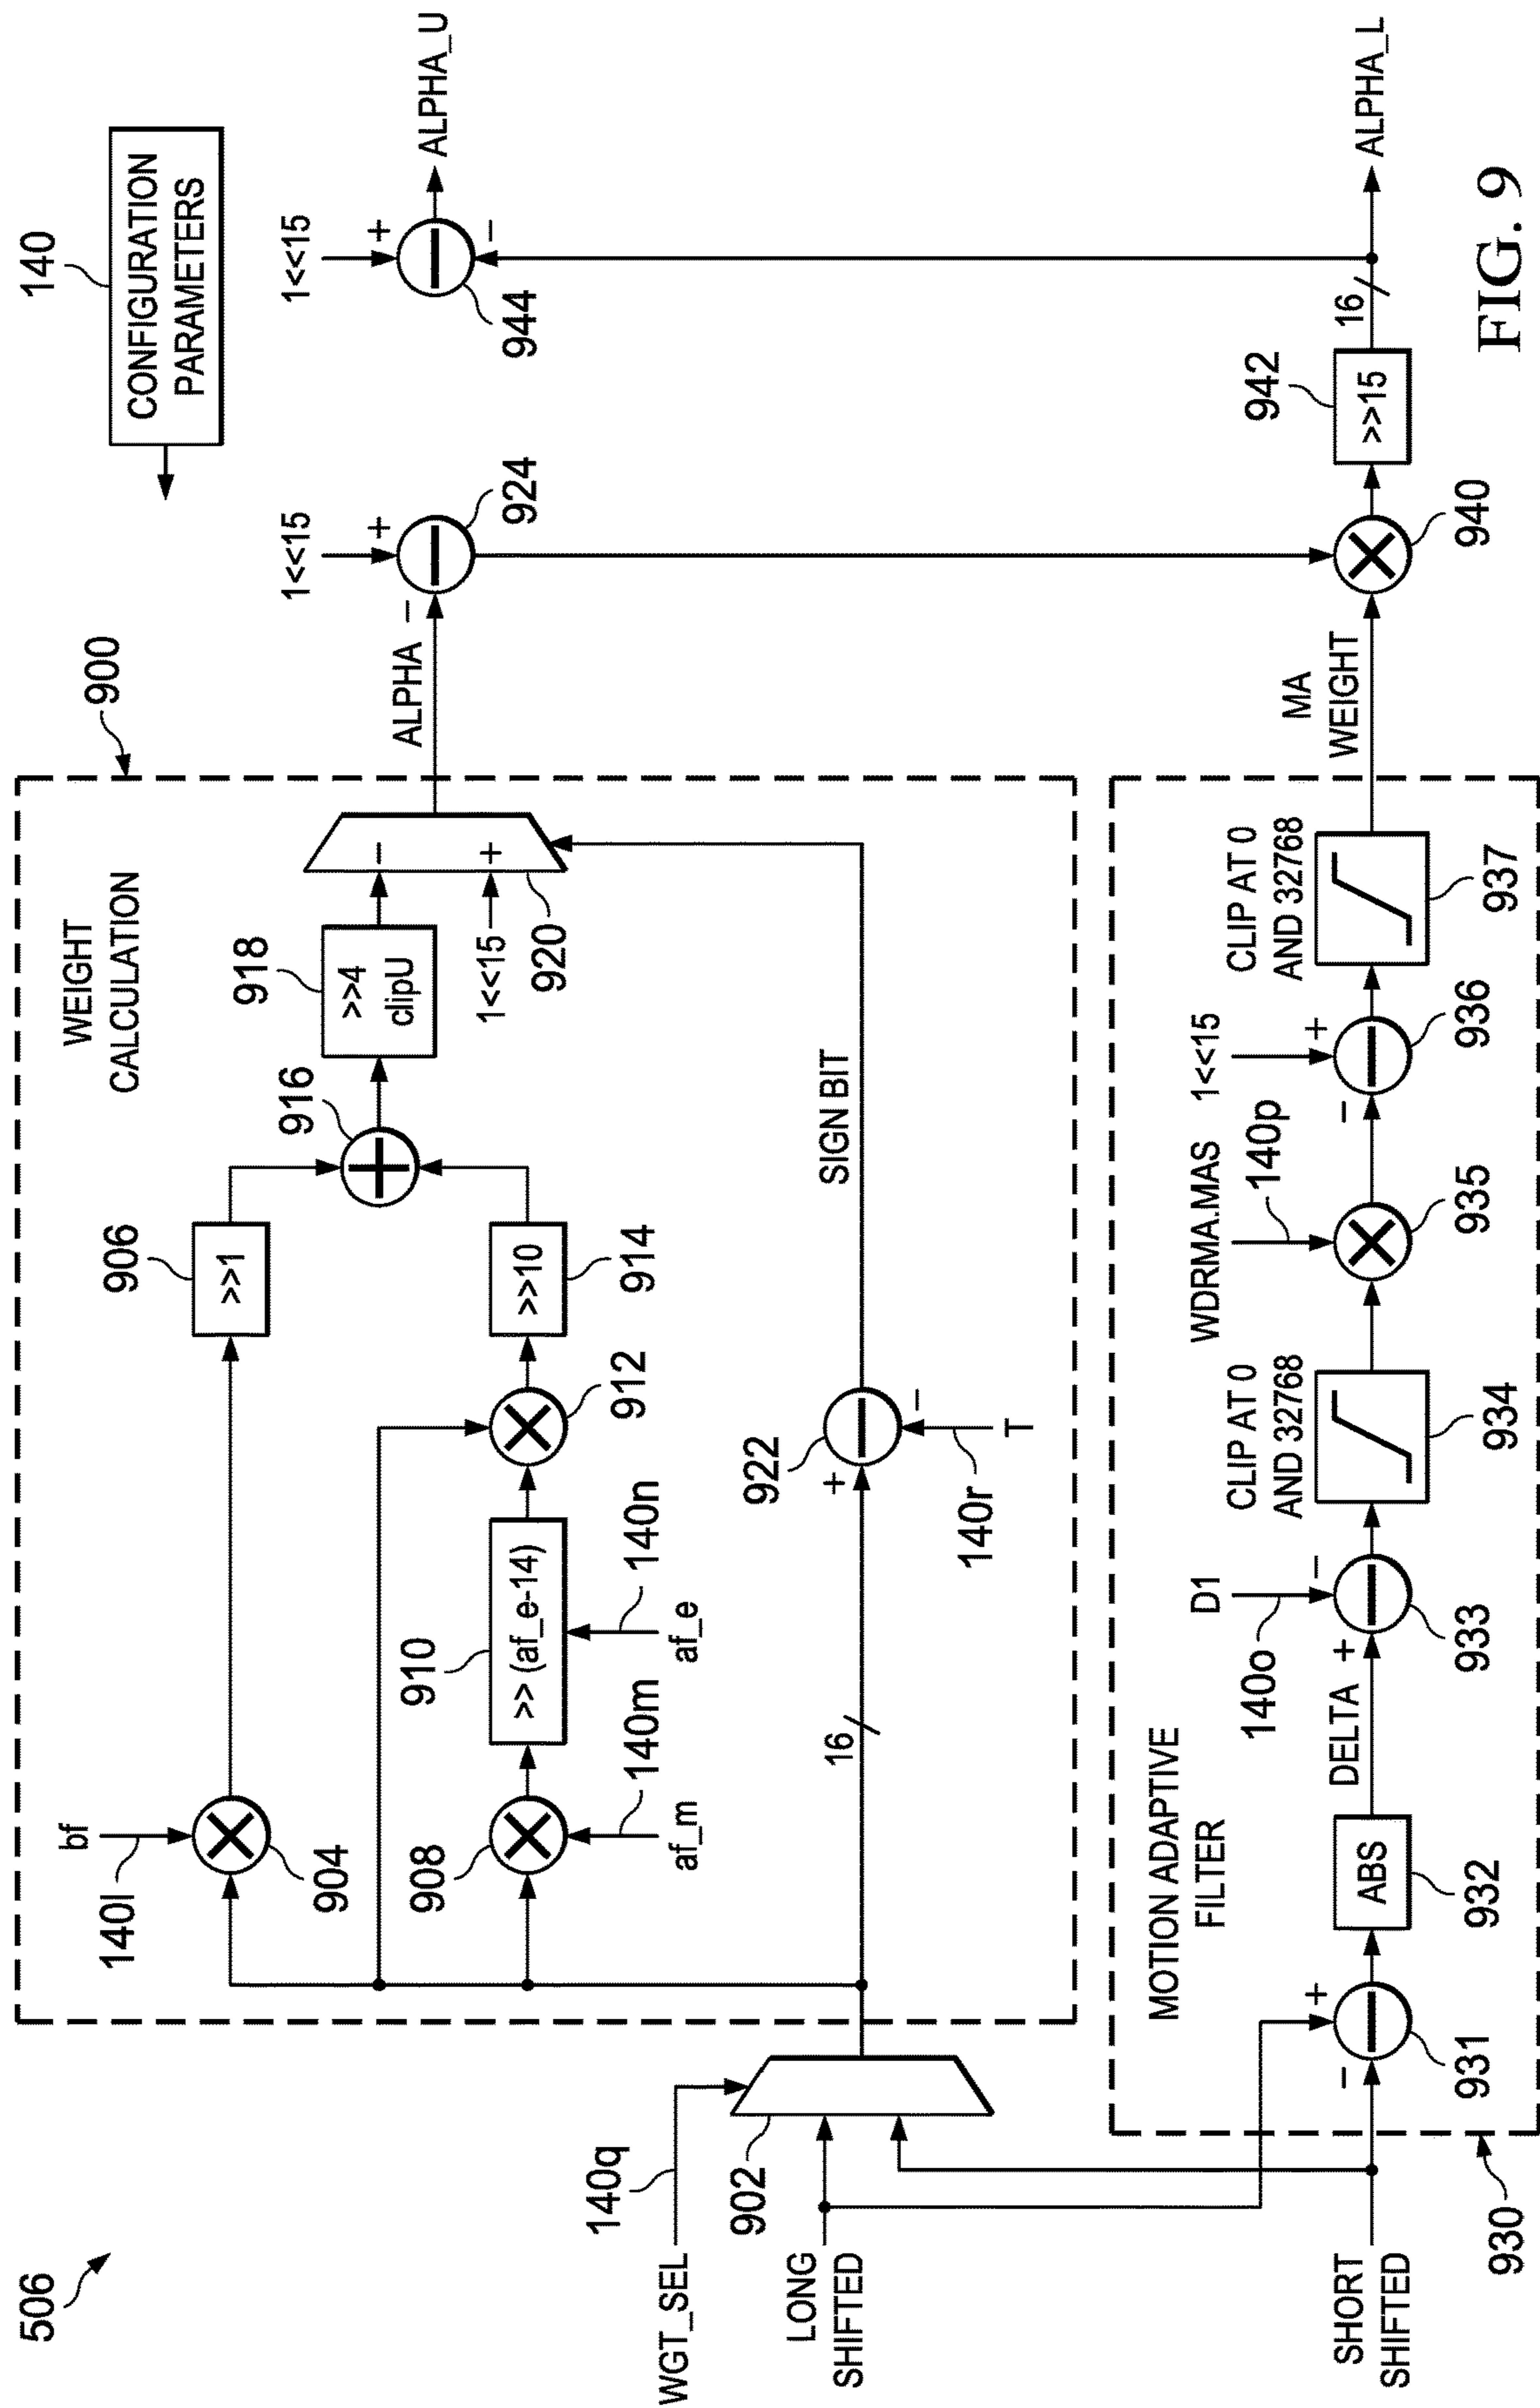 506
140
CONFIGURATION
PARAMETERS
900
WEIGHT
CALCULATION
bf
140l
904
906
>>1
916
918
>>4
clipU
1<<15
920
908
af_m
140m
910
>> (af_e-14)
af_e
140n
912
914
>>10
16
922
+
−
T
140r
SIGN BIT
−
+
ALPHA
−
1<<15
+
924
1<<15
+
−
944
ALPHA_U
WGT_SEL
140q
902
LONG
SHIFTED
SHORT
SHIFTED
930
MOTION ADAPTIVE
FILTER
+
−
931
ABS
932
DELTA
+
−
D1
140o
933
CLIP AT 0
AND 32768
934
WDRMA.MAS
140p
935
1<<15
+
−
936
CLIP AT 0
AND 32768
937
MA
WEIGHT
940
942
>>15
16
ALPHA_L
FIG. 9